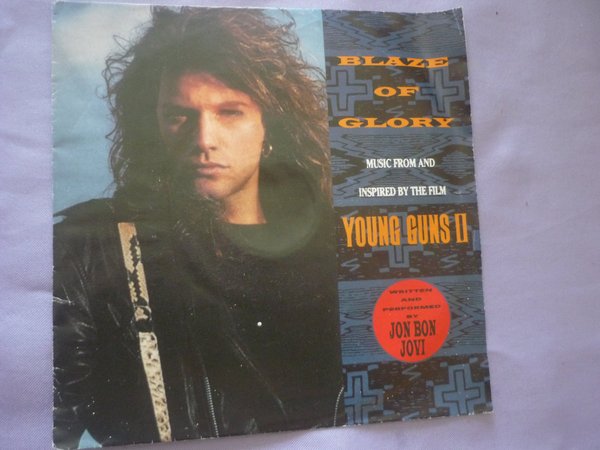 BLAZE
OF
GLORY
MUSIC FROM AND
INSPIRED BY THE FILM
YOUNG GUNS II
WRITTEN
AND
PERFORMED
BY
JON BON
JOVI